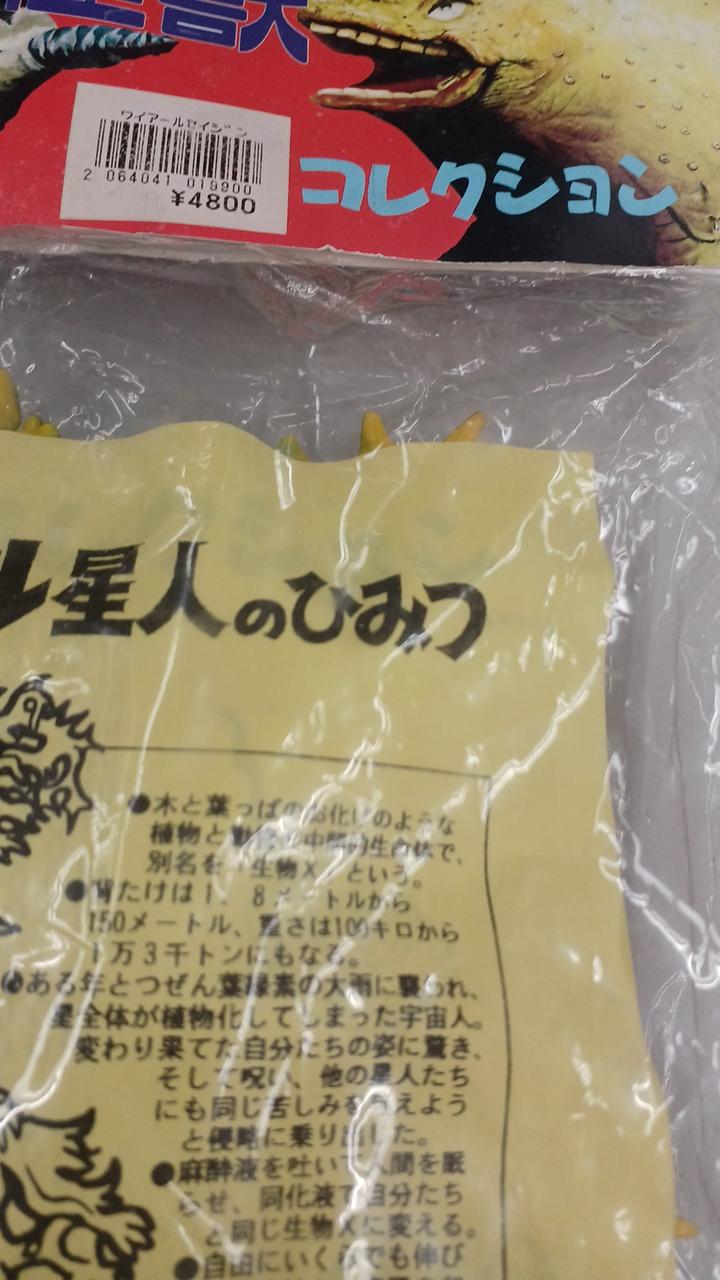 怪獣
ワイアールセイジン
2 064041 019900
¥4800
コレクション
ル星人のひみつ
●木と葉っぱのお化けのような
植物と動物の中間的生命体で、
別名を「生物X」という。
●背たけは1.8メートルから
150メートル、重さは100キロから
1万3千トンにもなる。
●ある年とつぜん葉緑素の大雨に襲われ、
星全体が植物化してしまった宇宙人。
変わり果てた自分たちの姿に驚き、
そして呪い、他の星人たち
にも同じ苦しみを与えよう
と侵略に乗り出した。
●麻酔液を吐いて人間を眠
らせ、同化液で自分たち
と同じ生物Xに変える。
●自由にいくらでも伸び